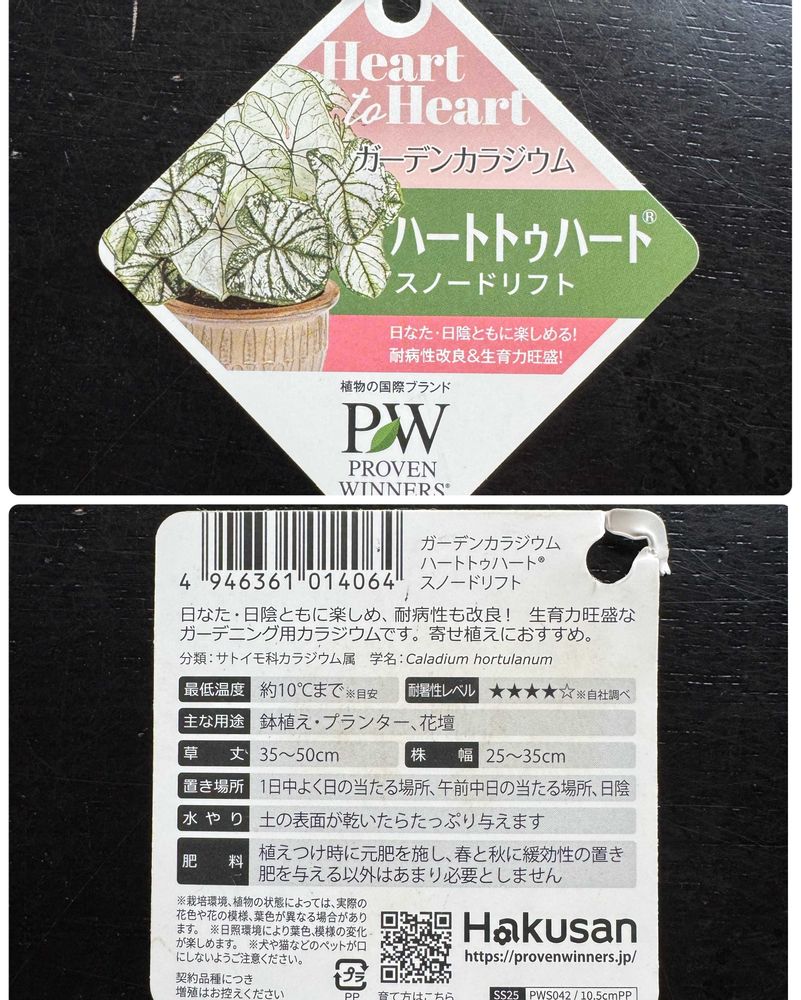 Heart
to Heart
ガーデンカラジウム
ハートトゥハート®
スノードリフト
日なた・日陰ともに楽しめる!
耐病性改良&生育力旺盛!
植物の国際ブランド
PW
PROVEN
WINNERS®
4 946361 014064
ガーデンカラジウム
ハートトゥハート®
スノードリフト
日なた・日陰ともに楽しめ、耐病性も改良! 生育力旺盛な
ガーデニング用カラジウムです。寄せ植えにおすすめ。
分類:サトイモ科カラジウム属 学名:Caladium hortulanum
最低温度 約10℃まで※目安 耐暑性レベル ★★★★☆※自社調べ
主な用途 鉢植え・プランター、花壇
草丈 35〜50cm 株幅 25〜35cm
置き場所 1日中よく日の当たる場所、午前中日の当たる場所、日陰
水やり 土の表面が乾いたらたっぷり与えます
肥料 植えつけ時に元肥を施し、春と秋に緩効性の置き
肥を与える以外はあまり必要としません
※栽培環境、植物の状態によっては、実際の
花色や花の模様、葉色が異なる場合があり
ます。 ※日照環境により葉色、模様の変化
が楽しめます。 ※犬や猫などのペットが口
にしないようご注意ください。
契約品種につき
増殖はお控えください
プラ
PP
育て方はこちら
Hakusan
https://provenwinners.jp/
SS25 PWS042 / 10.5cmPP